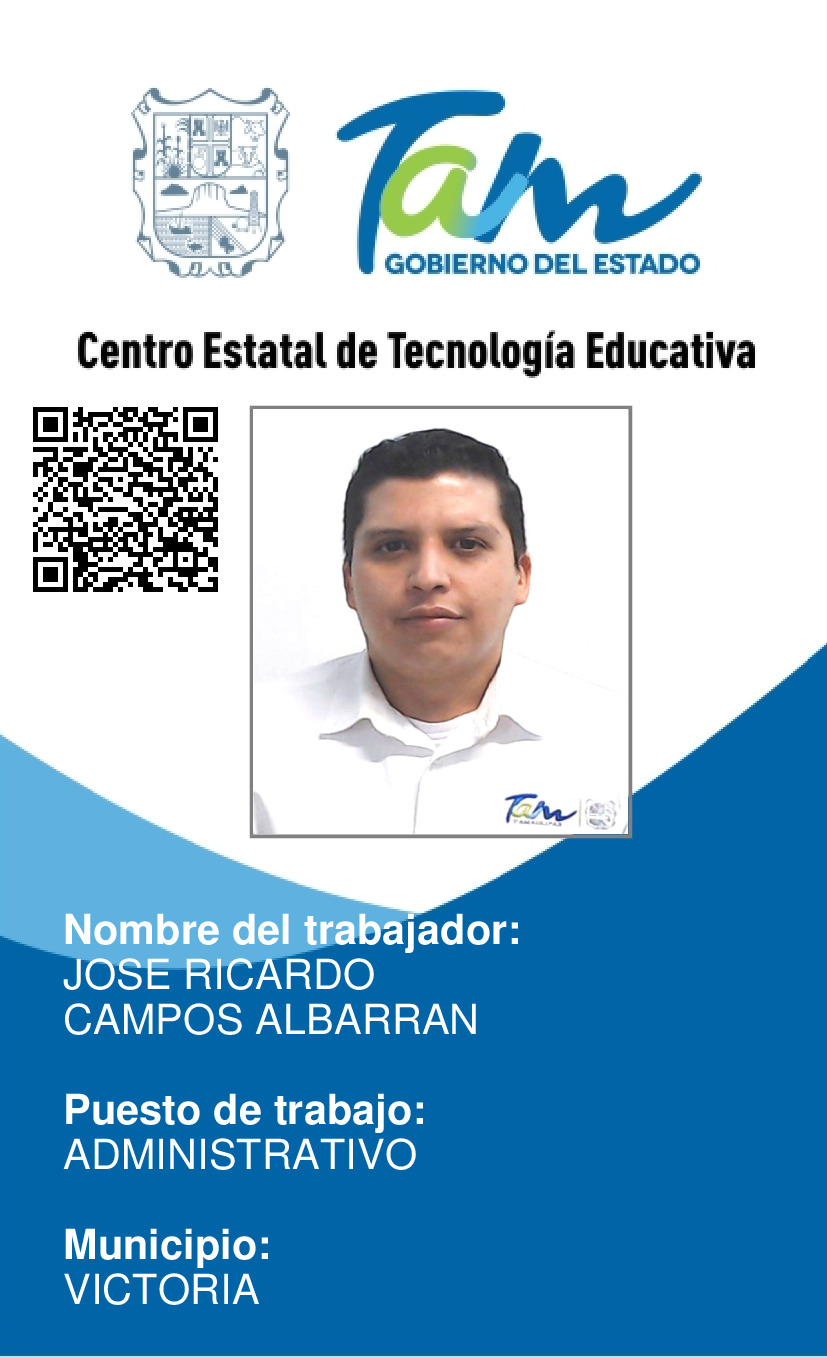 Tam
GOBIERNO DEL ESTADO
Centro Estatal de Tecnología Educativa
Tam
Nombre del trabajador:
JOSE RICARDO
CAMPOS ALBARRAN
Puesto de trabajo:
ADMINISTRATIVO
Municipio:
VICTORIA